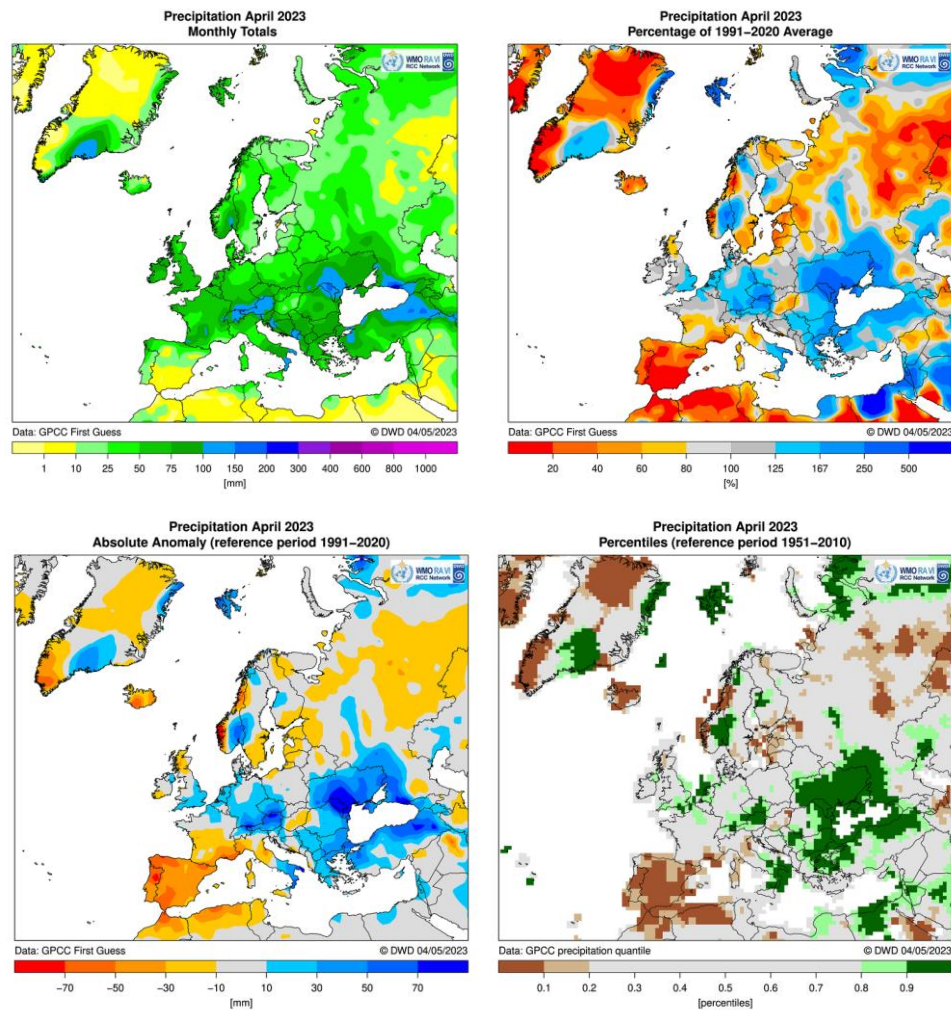 Precipitation April 2023
Monthly Totals
WMO RA VI
RCC Network
Data: GPCC First Guess
© DWD 04/05/2023
1 10 25 50 75 100 150 200 300 400 600 800 1000
[mm]
Precipitation April 2023
Percentage of 1991−2020 Average
WMO RA VI
RCC Network
Data: GPCC First Guess
© DWD 04/05/2023
20 40 60 80 100 125 167 250 500
[%]
Precipitation April 2023
Absolute Anomaly (reference period 1991−2020)
WMO RA VI
RCC Network
Data: GPCC First Guess
© DWD 04/05/2023
−70 −50 −30 −10 10 30 50 70
[mm]
Precipitation April 2023
Percentiles (reference period 1951−2010)
WMO RA VI
RCC Network
Data: GPCC precipitation quantile
© DWD 04/05/2023
0.1 0.2 0.3 0.4 0.5 0.6 0.7 0.8 0.9
[percentiles]